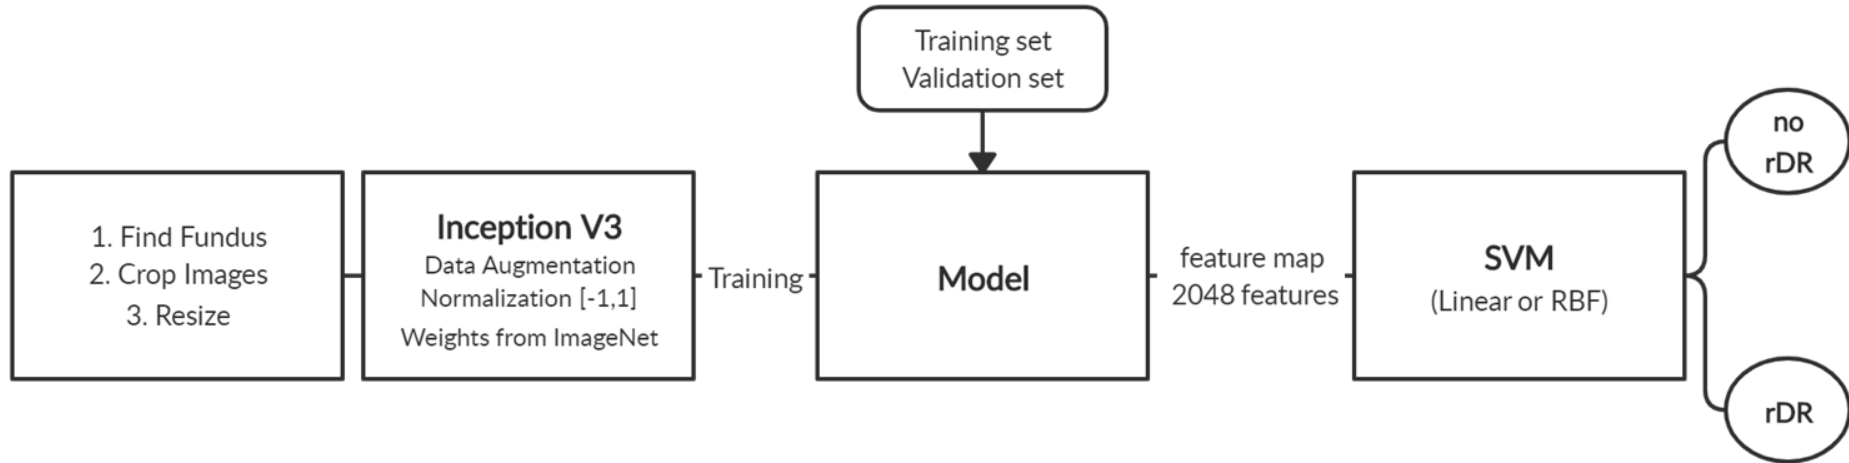 Training set
Validation set
1. Find Fundus
2. Crop Images
3. Resize
Inception V3
Data Augmentation
Normalization [-1,1]
Weights from ImageNet
Training
Model
feature map
2048 features
SVM
(Linear or RBF)
no
rDR
rDR